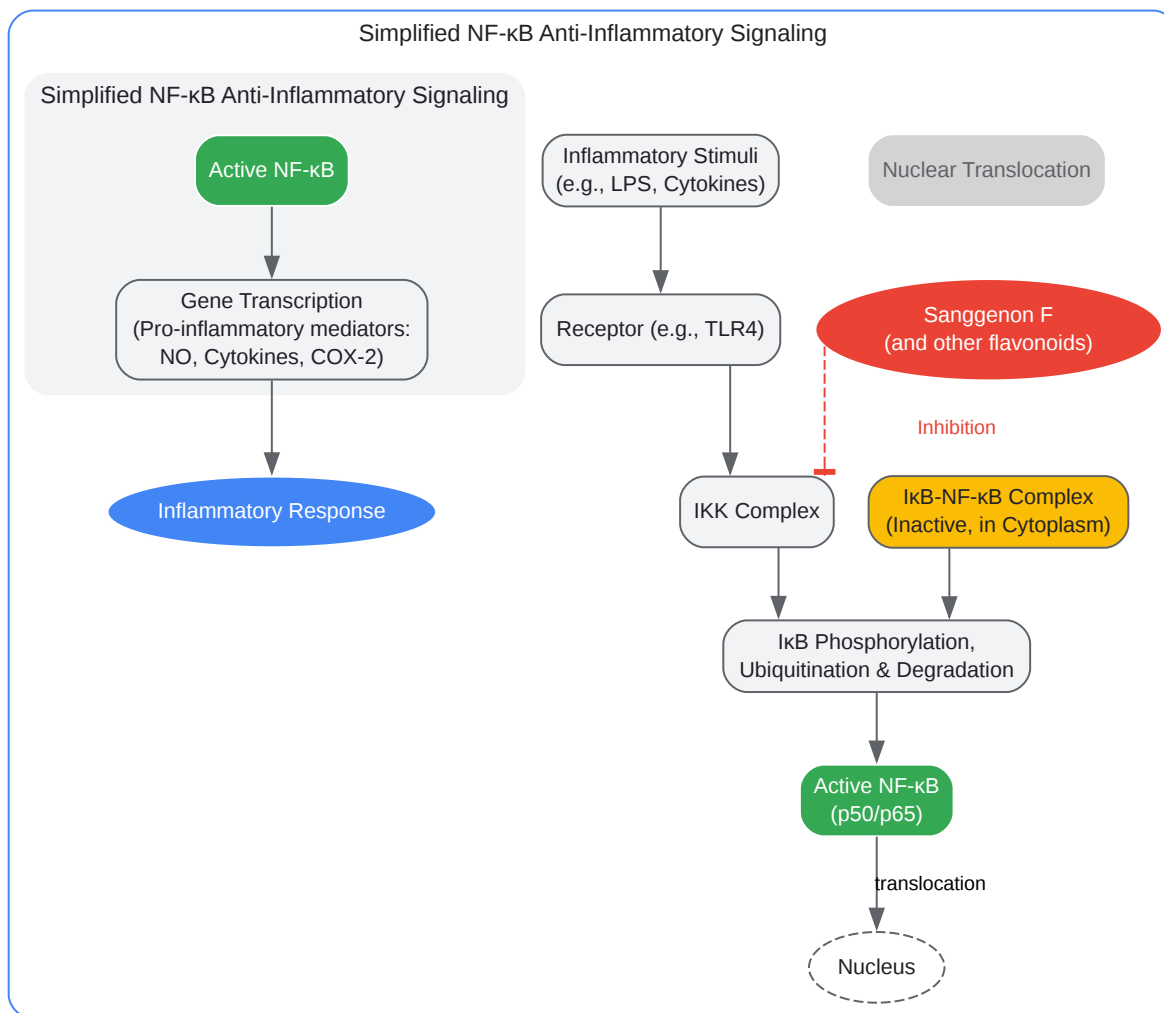 Simplified NF-κB Anti-Inflammatory Signaling
Simplified NF-κB Anti-Inflammatory Signaling
Active NF-κB
Gene Transcription
(Pro-inflammatory mediators:
NO, Cytokines, COX-2)
Inflammatory Response
Inflammatory Stimuli
(e.g., LPS, Cytokines)
Nuclear Translocation
Receptor (e.g., TLR4)
Sanggenon F
(and other flavonoids)
Inhibition
IKK Complex
IκB-NF-κB Complex
(Inactive, in Cytoplasm)
IκB Phosphorylation,
Ubiquitination & Degradation
Active NF-κB
(p50/p65)
translocation
Nucleus